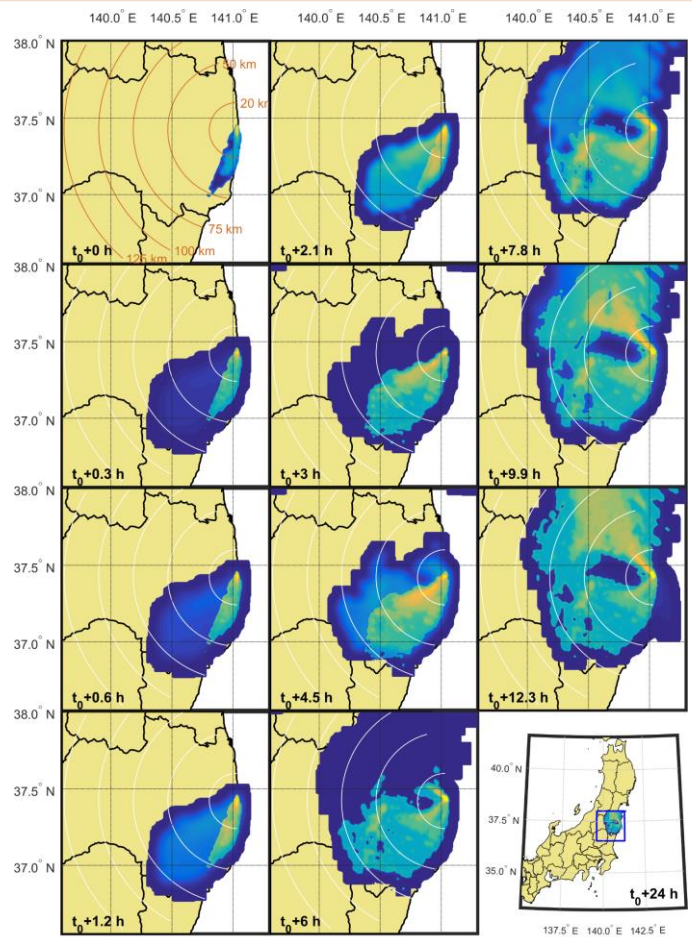 140.0° E 140.5° E 141.0° E 140.0° E 140.5° E 141.0° E 140.0° E 140.5° E 141.0° E
38.0° N
50 km
20 km
37.5° N
37.0° N
75 km
100 km
125 km
t0+0 h
t0+2.1 h
t0+7.8 h
38.0° N
37.5° N
37.0° N
t0+0.3 h
t0+3 h
t0+9.9 h
38.0° N
37.5° N
37.0° N
t0+0.6 h
t0+4.5 h
t0+12.3 h
38.0° N
37.5° N
37.0° N
t0+1.2 h
t0+6 h
40.0° N
37.5° N
35.0° N
t0+24 h
137.5° E 140.0° E 142.5° E